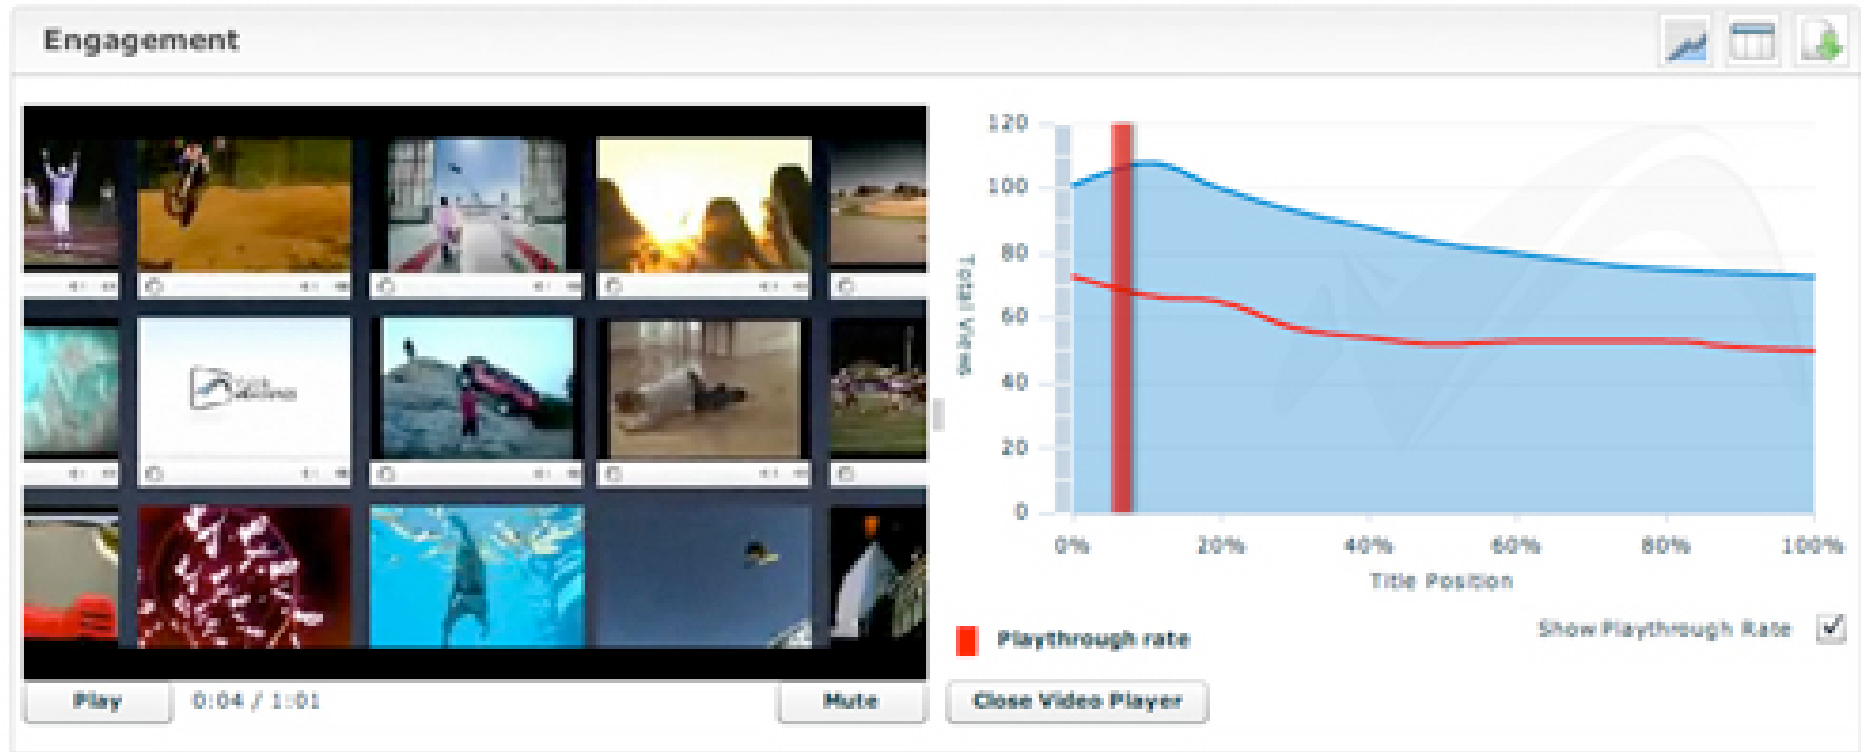 Engagement
120
100
80
60
40
20
0
Total Views
0%
20%
40%
60%
80%
100%
Title Position
Playthrough rate
Show Playthrough Rate
Play
0:04 / 1:01
Mute
Close Video Player